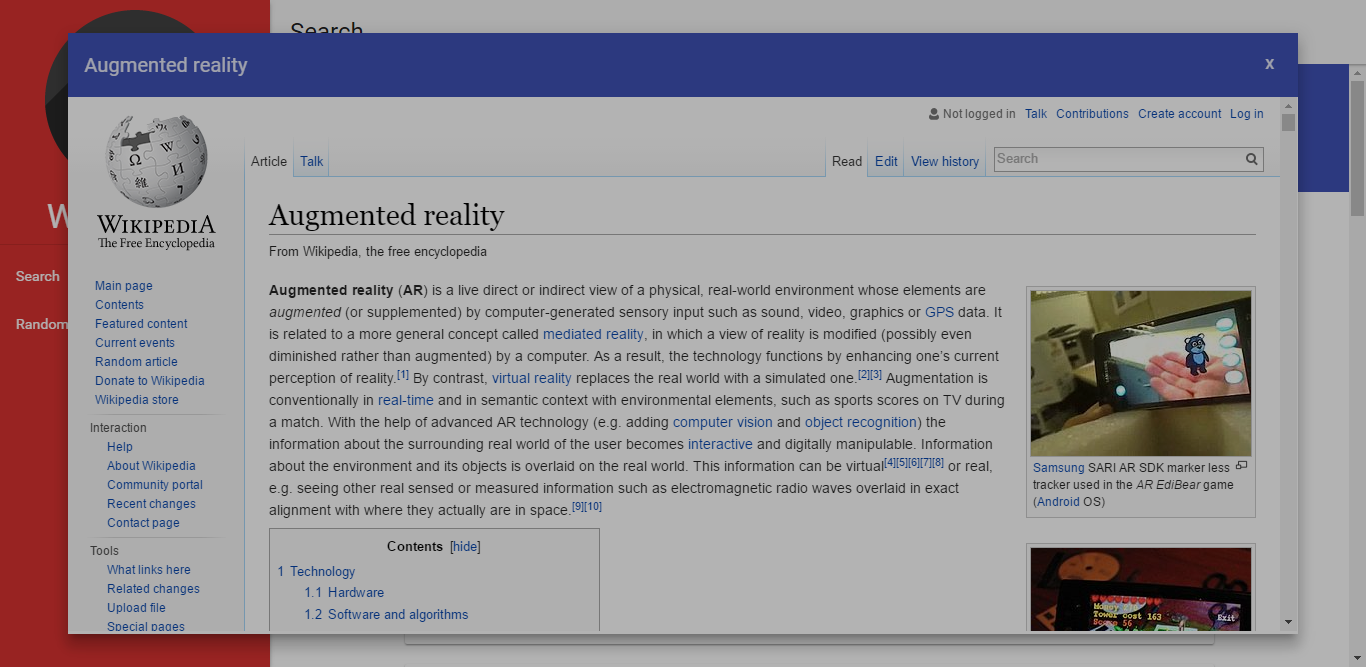 Search
Augmented reality
x
W
Search
Random
WIKIPEDIA
The Free Encyclopedia
Not logged in Talk Contributions Create account Log in
Article Talk Read Edit View history Search
Augmented reality
From Wikipedia, the free encyclopedia
Main page
Contents
Featured content
Current events
Random article
Donate to Wikipedia
Wikipedia store
Interaction
Help
About Wikipedia
Community portal
Recent changes
Contact page
Tools
What links here
Related changes
Upload file
Special pages
Augmented reality (AR) is a live direct or indirect view of a physical, real-world environment whose elements are
augmented (or supplemented) by computer-generated sensory input such as sound, video, graphics or GPS data. It
is related to a more general concept called mediated reality, in which a view of reality is modified (possibly even
diminished rather than augmented) by a computer. As a result, the technology functions by enhancing one’s current
perception of reality.[1] By contrast, virtual reality replaces the real world with a simulated one.[2][3] Augmentation is
conventionally in real-time and in semantic context with environmental elements, such as sports scores on TV during
a match. With the help of advanced AR technology (e.g. adding computer vision and object recognition) the
information about the surrounding real world of the user becomes interactive and digitally manipulable. Information
about the environment and its objects is overlaid on the real world. This information can be virtual[4][5][6][7][8] or real,
e.g. seeing other real sensed or measured information such as electromagnetic radio waves overlaid in exact
alignment with where they actually are in space.[9][10]
Contents [hide]
1 Technology
1.1 Hardware
1.2 Software and algorithms
Samsung SARI AR SDK marker less
tracker used in the AR EdiBear game
(Android OS)
Tower cost 163
Score 56
Exit